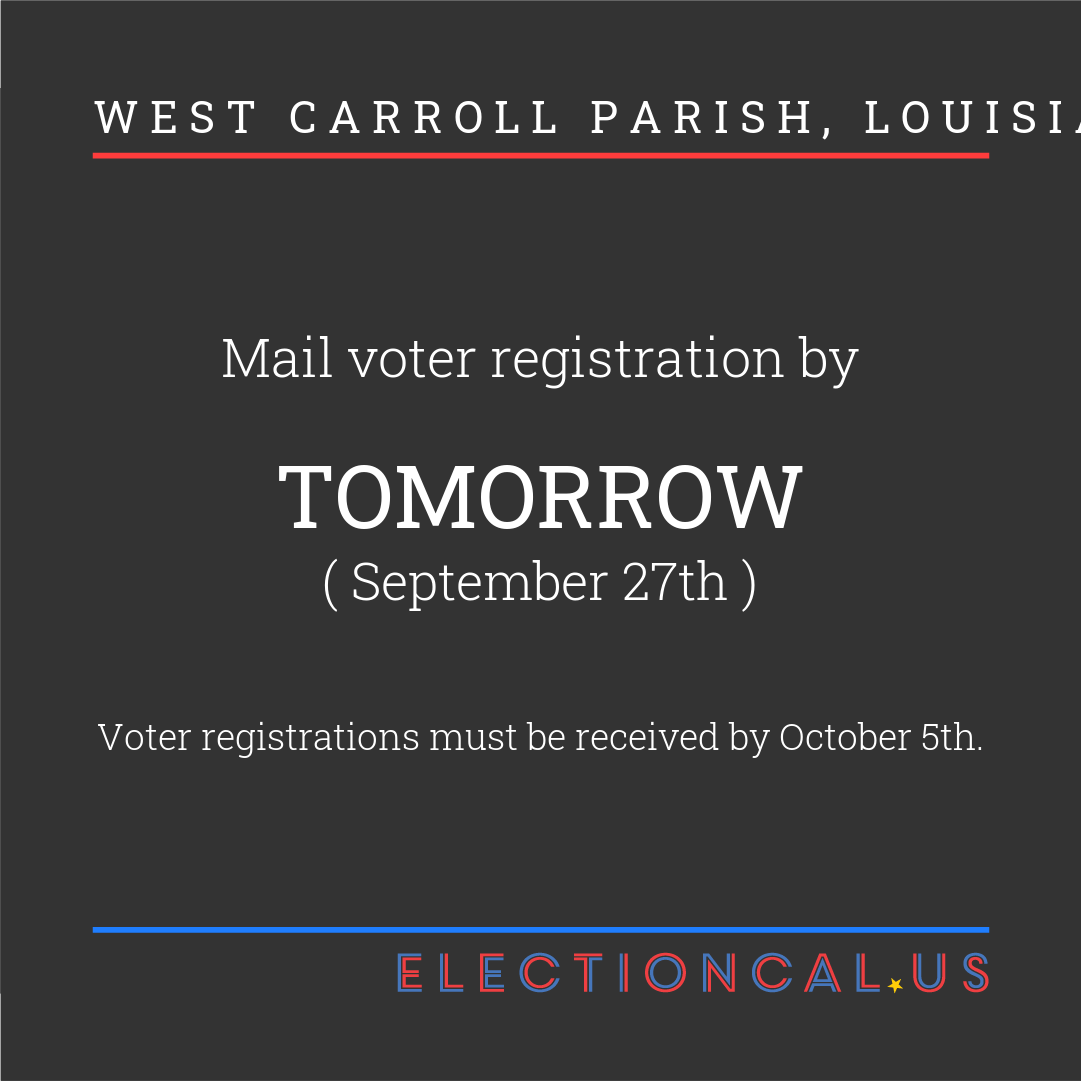 WEST CARROLL PARISH, LOUISIA
Mail voter registration by
TOMORROW
( September 27th )
Voter registrations must be received by October 5th.
ELECTIONCAL.US